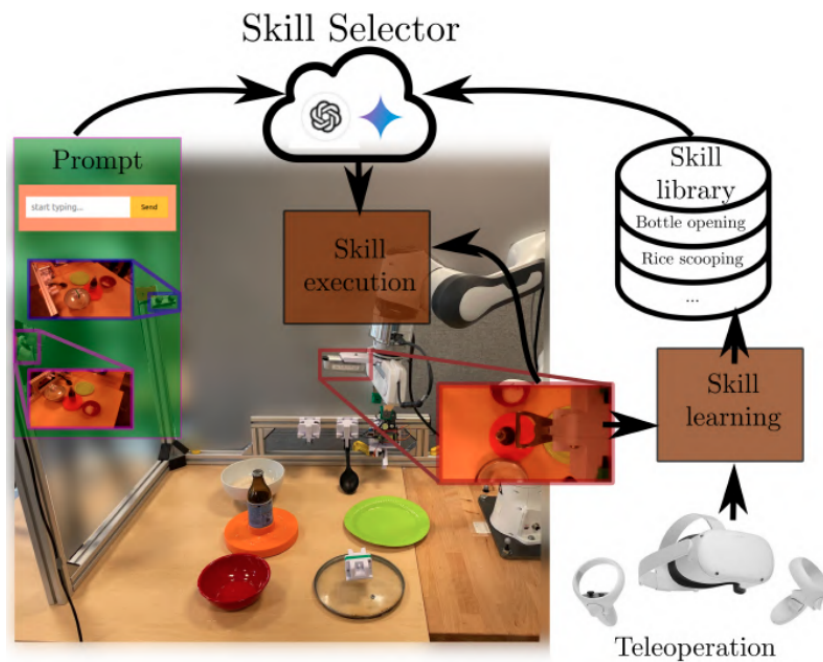 Skill Selector
Prompt
start typing...
Send
Skill
execution
Skill
library
Bottle opening
Rice scooping
...
Skill
learning
Teleoperation